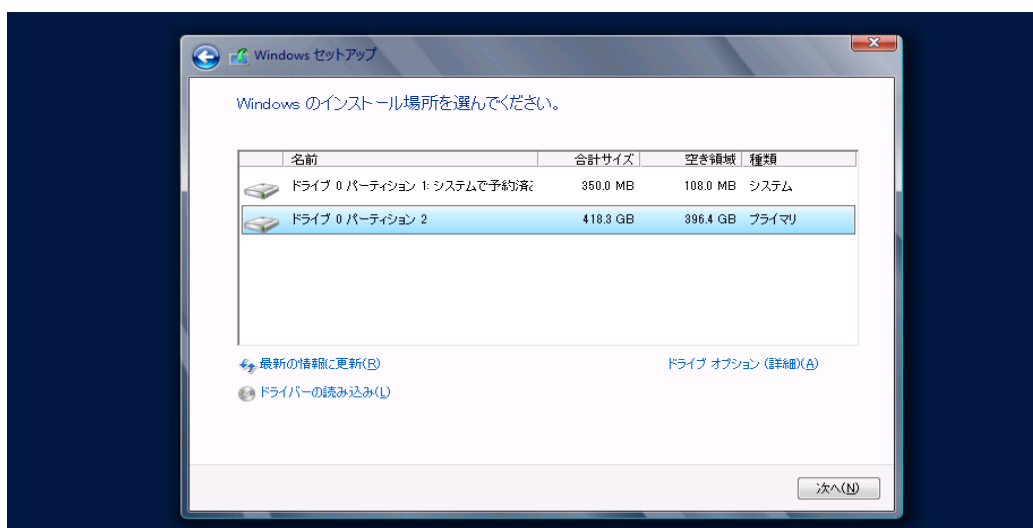 Windows セットアップ
Windows のインストール場所を選んでください。
名前 合計サイズ 空き領域 種類
ドライブ 0 パーティション 1: システムで予約済 350.0 MB 108.0 MB システム
ドライブ 0 パーティション 2 418.3 GB 396.4 GB プライマリ
最新の情報に更新(R) ドライブ オプション (詳細)(A)
ドライバーの読み込み(L)
次へ(N)